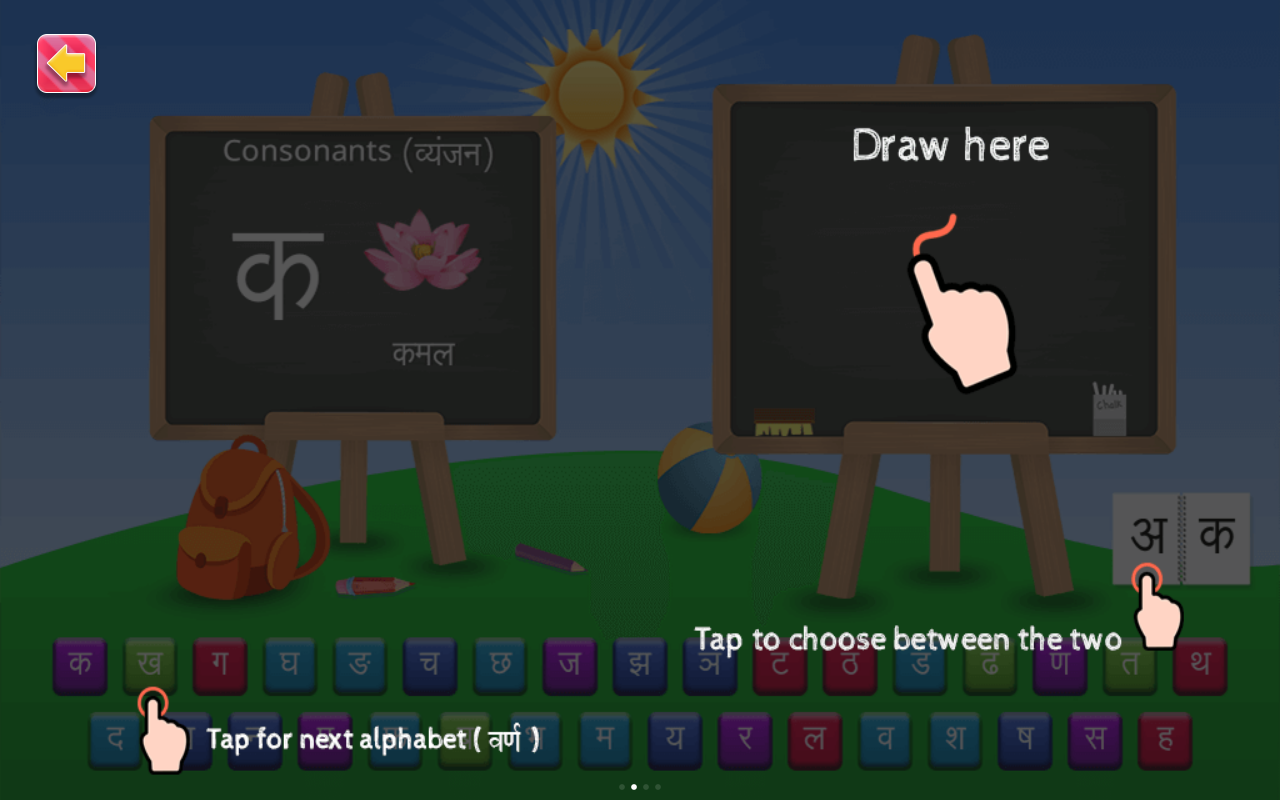 Consonants (व्यंजन)
क
कमल
Draw here
Chalk
अ क
Tap to choose between the two
क ख ग घ ङ च छ ज झ ञ ट ठ ड ढ ण त थ
द न म य र ल व श ष स ह
Tap for next alphabet ( वर्ण )